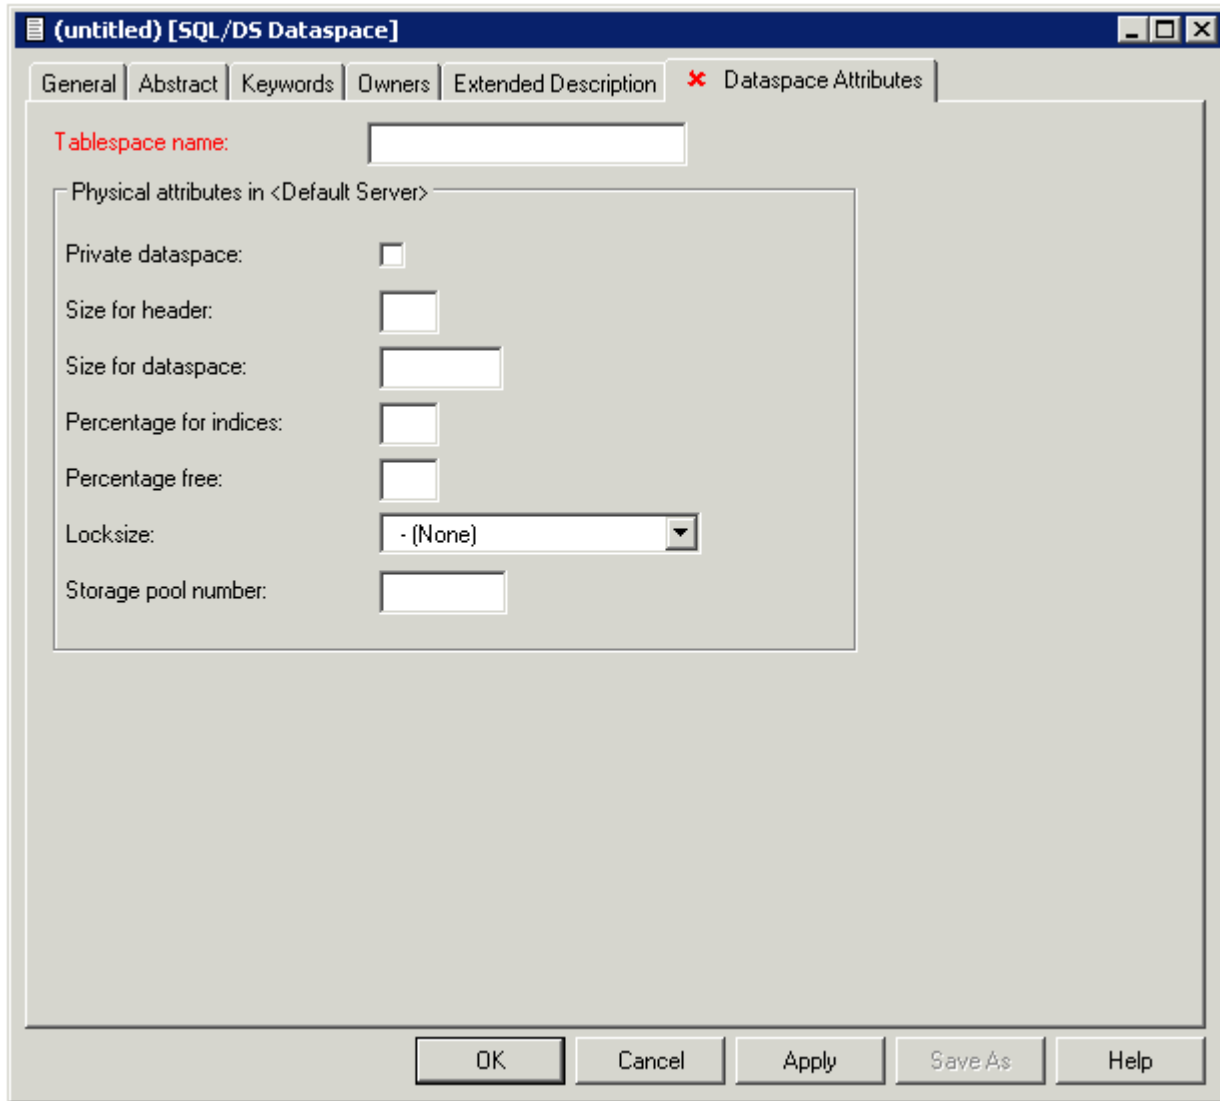 (untitled) [SQL/DS Dataspace]
General Abstract Keywords Owners Extended Description Dataspace Attributes
Tablespace name:
Physical attributes in <Default Server>
Private dataspace:
Size for header:
Size for dataspace:
Percentage for indices:
Percentage free:
Locksize: - (None)
Storage pool number:
OK Cancel Apply Save As Help